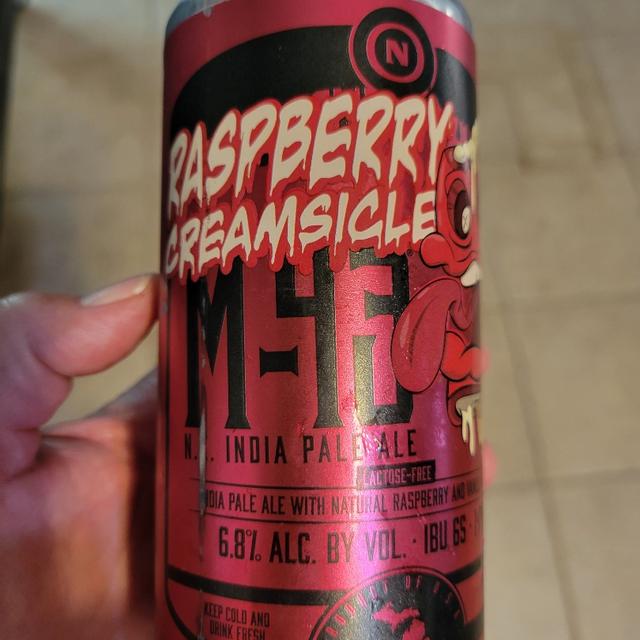 N
RASPBERRY
CREAMSICLE
M-43
N. . INDIA PALE ALE
LACTOSE-FREE
INDIA PALE ALE WITH NATURAL RASPBERRY AND
6.8% ALC. BY VOL. · IBU 65 ·
KEEP COLD AND
DRINK FRESH